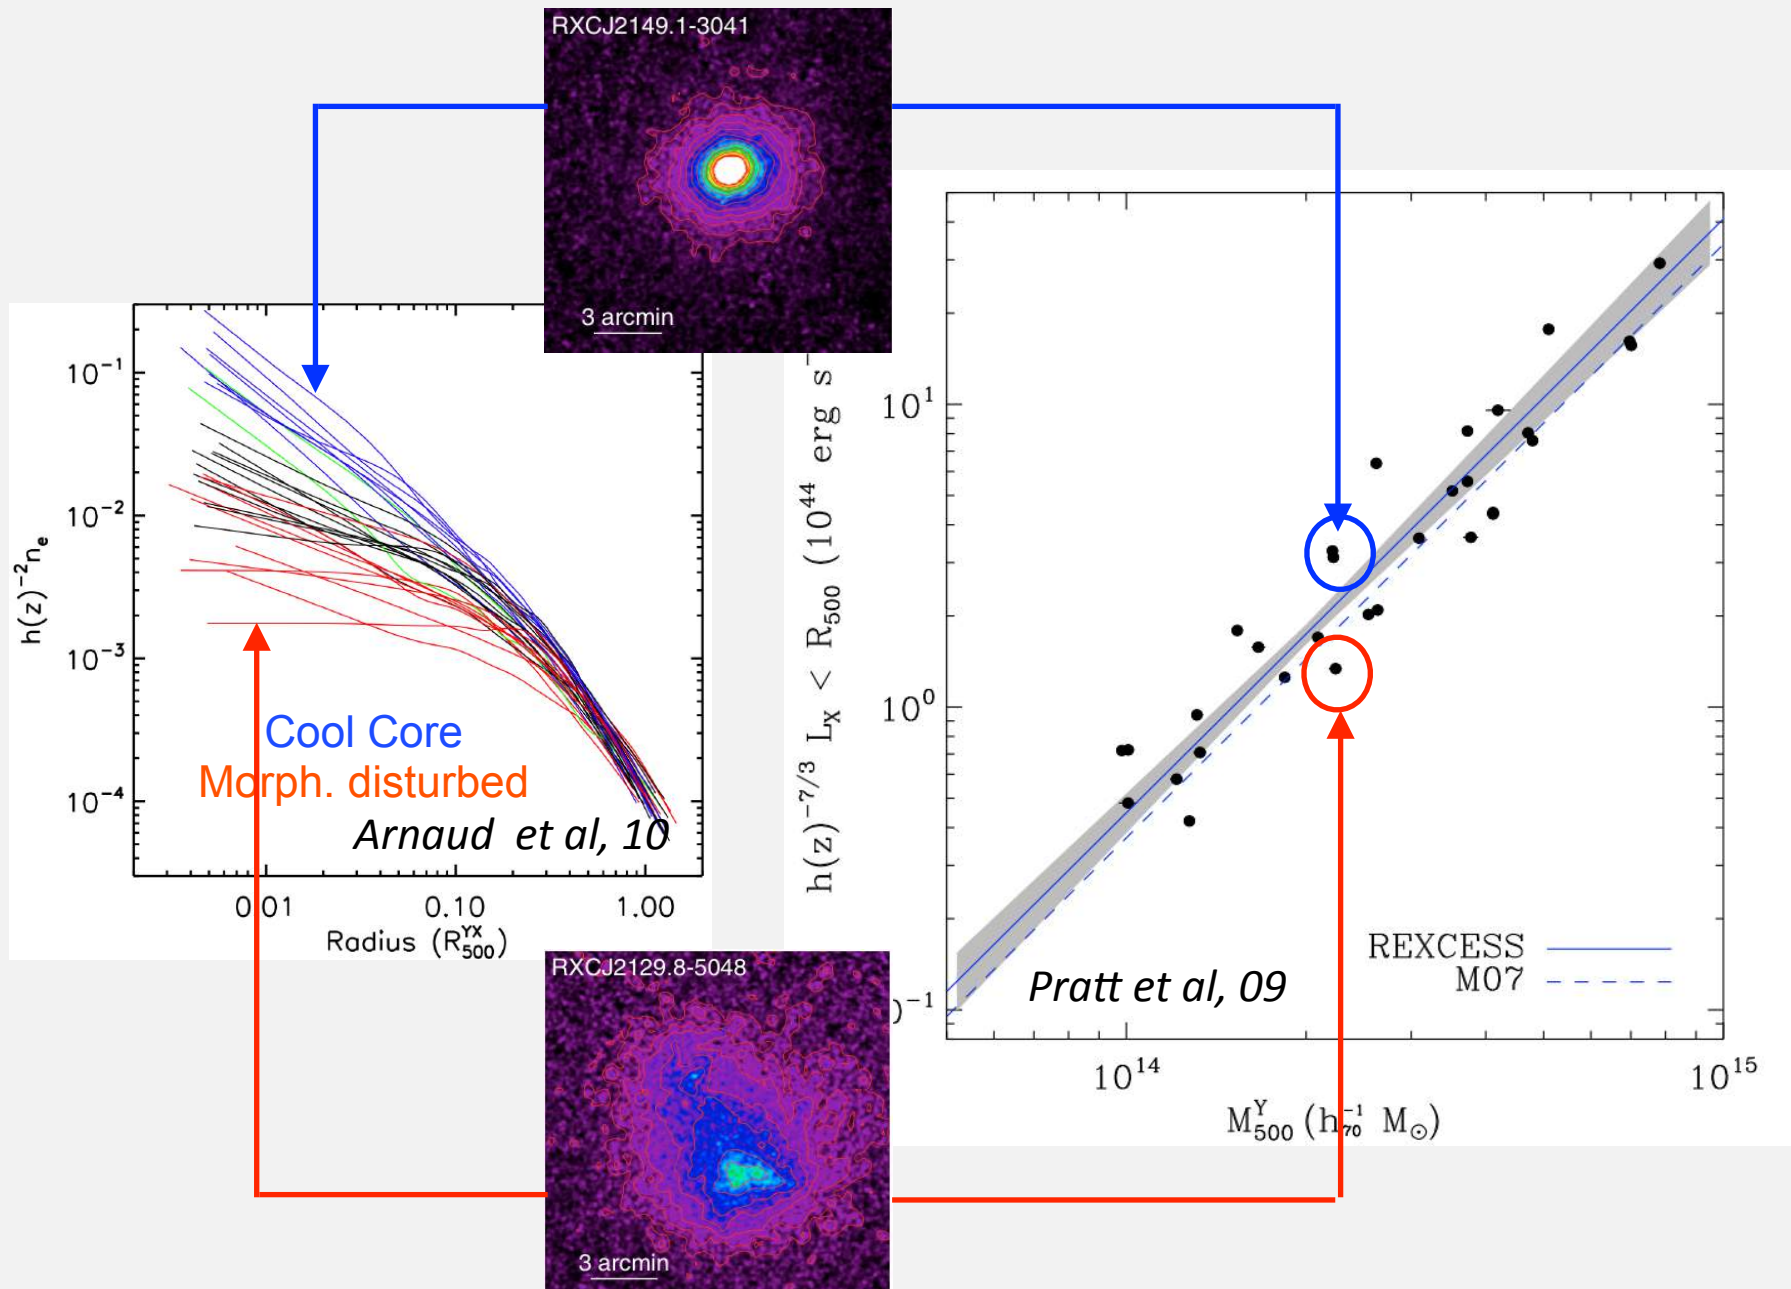 RXCJ2149.1-3041
3 arcmin
10⁻¹
10⁻²
10⁻³
10⁻⁴
h(z)⁻²nₑ
Cool Core
Morph. disturbed
Arnaud et al, 10
0.01 0.10 1.00
Radius (R₅₀₀^YX)
h(z)⁻⁷/³ L_X < R₅₀₀ (10⁴⁴ erg s⁻
10¹
10⁰
)⁻¹
REXCESS
M07
Pratt et al, 09
10¹⁴ 10¹⁵
M₅₀₀^Y (h₇₀⁻¹ M⊙)
RXCJ2129.8-5048
3 arcmin